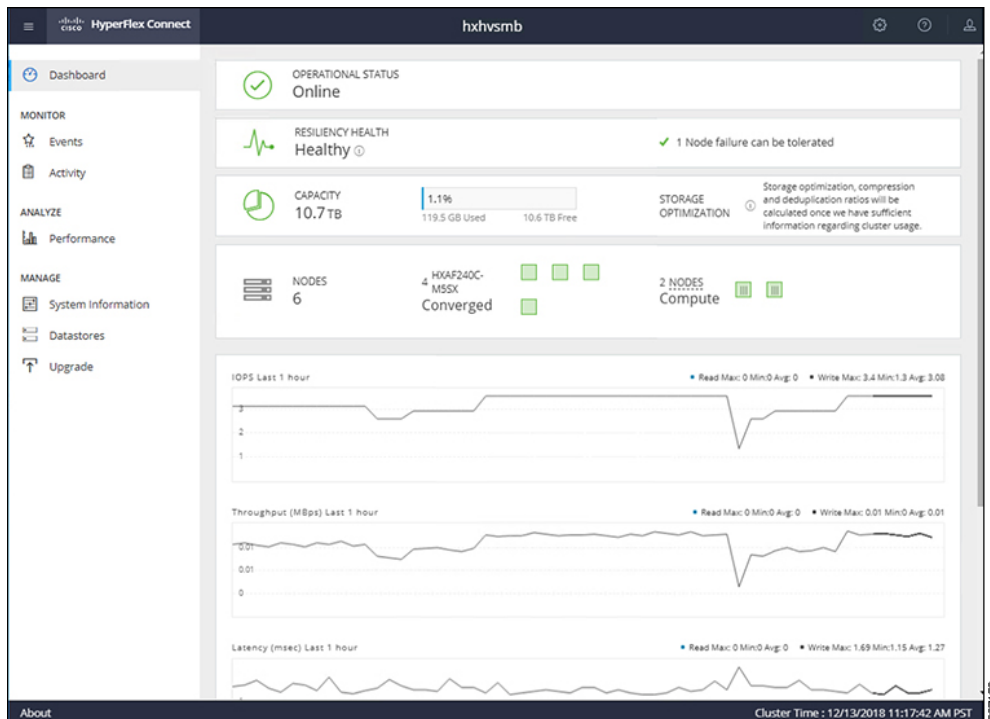 CISCO HyperFlex Connect
hxhvsmb
Dashboard
MONITOR
Events
Activity
ANALYZE
Performance
MANAGE
System Information
Datastores
Upgrade
OPERATIONAL STATUS
Online
RESILIENCY HEALTH
Healthy
1 Node failure can be tolerated
CAPACITY
10.7 TB
1.1%
119.5 GB Used 10.6 TB Free
STORAGE
OPTIMIZATION
Storage optimization, compression
and deduplication ratios will be
calculated once we have sufficient
information regarding cluster usage.
NODES
6
4 HXAF240C-
M5SX
Converged
2 NODES
Compute
IOPS Last 1 hour
Read Max: 0 Min:0 Avg: 0 Write Max: 3.4 Min:1.3 Avg: 3.08
3
2
1
Throughput (MBps) Last 1 hour
Read Max: 0 Min:0 Avg: 0 Write Max: 0.01 Min:0 Avg: 0.01
0.01
0.01
0
Latency (msec) Last 1 hour
Read Max: 0 Min:0 Avg: 0 Write Max: 1.69 Min:1.15 Avg: 1.27
About
Cluster Time : 12/13/2018 11:17:42 AM PST